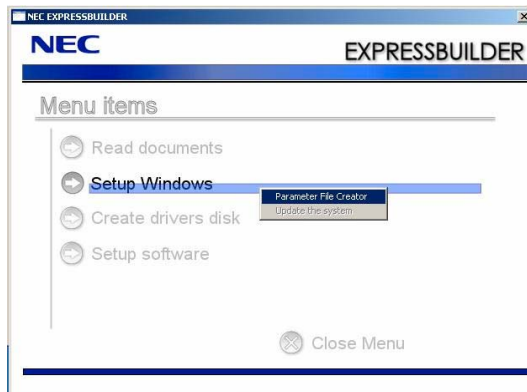 NEC EXPRESSBUILDER
NEC
EXPRESSBUILDER
Menu items
Read documents
Setup Windows
Parameter File Creator
Update the system
Create drivers disk
Setup software
Close Menu